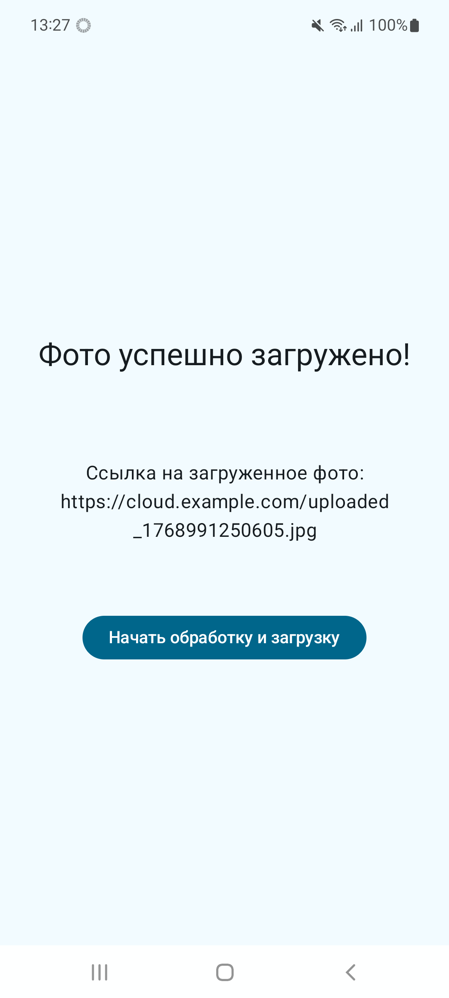 13:27
100%
Фото успешно загружено!
Ссылка на загруженное фото:
https://cloud.example.com/uploaded
_1768991250605.jpg
Начать обработку и загрузку